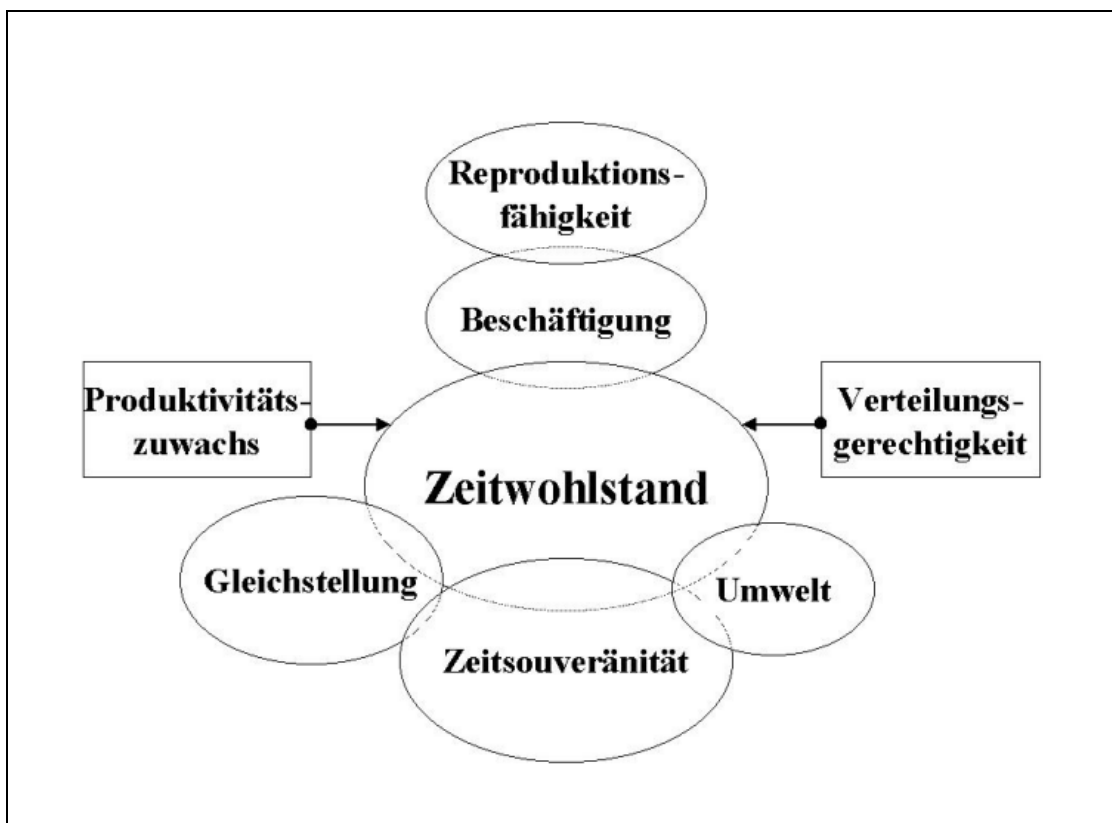 Reproduktions-
fähigkeit
Beschäftigung
Produktivitäts-
zuwachs
Verteilungs-
gerechtigkeit
Zeitwohlstand
Gleichstellung
Umwelt
Zeitsouveränität